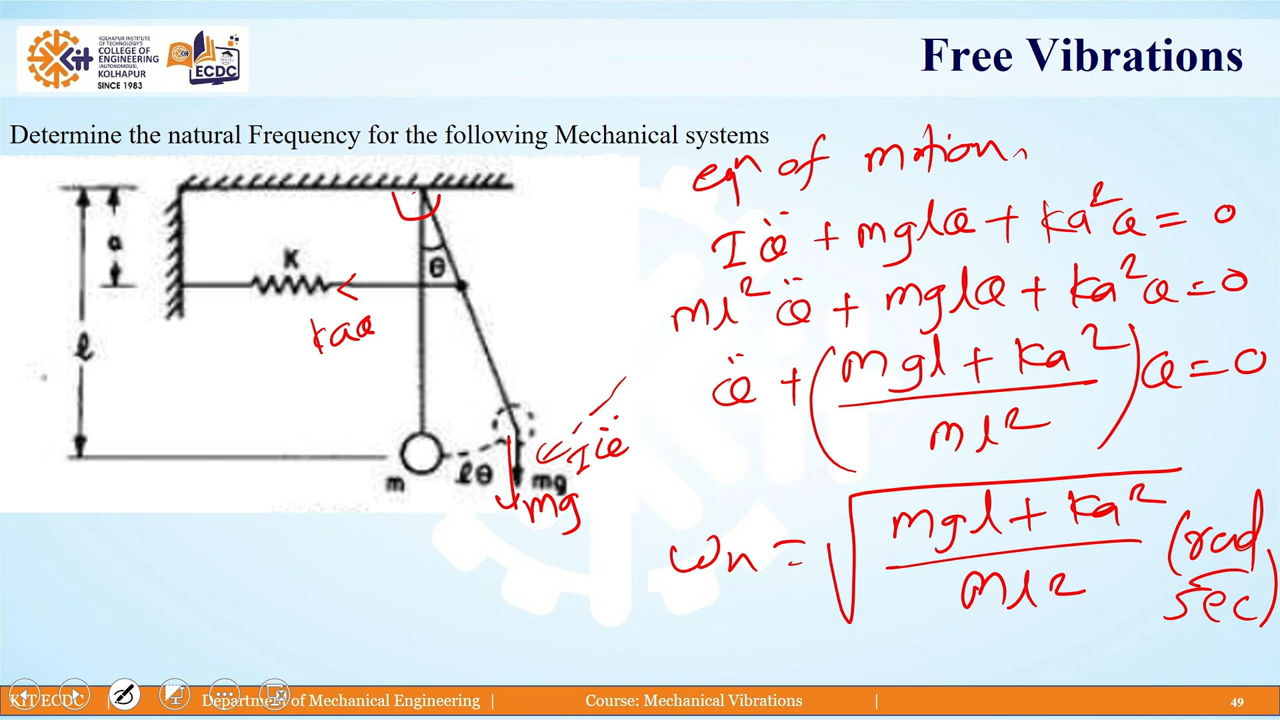 KOLHAPUR INSTITUTE
OF TECHNOLOGY'S
COLLEGE OF
ENGINEERING
(AUTONOMOUS),
KOLHAPUR
SINCE 1983
KIT
ECDC
Free Vibrations
Determine the natural Frequency for the following Mechanical systems
a
K
θ
l
kaθ
m
lθ
mg
mg
Iθ̈
eqn of motion,
Iθ̈ + mglθ + ka²θ = 0
ml²θ̈ + mglθ + ka²θ = 0
θ̈ + (mgl + ka² / ml²)θ = 0
ωn = √(mgl + ka² / ml²) (rad/sec)
KIT ECDC | Department of Mechanical Engineering | Course: Mechanical Vibrations | 49